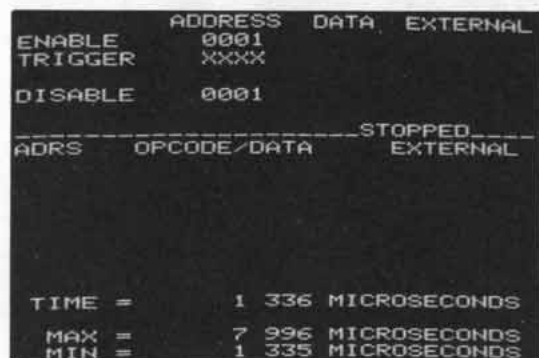 ADDRESS DATA EXTERNAL
ENABLE 0001
TRIGGER XXXX
DISABLE 0001
STOPPED
ADRS OPCODE/DATA EXTERNAL
TIME = 1 336 MICROSECONDS
MAX = 7 996 MICROSECONDS
MIN = 1 335 MICROSECONDS